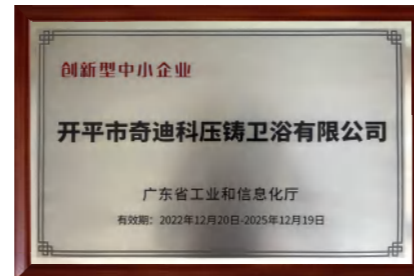 创新型中小企业
开平市奇迪科压铸卫浴有限公司
广东省工业和信息化厅
有效期：2022年12月20日-2025年12月19日